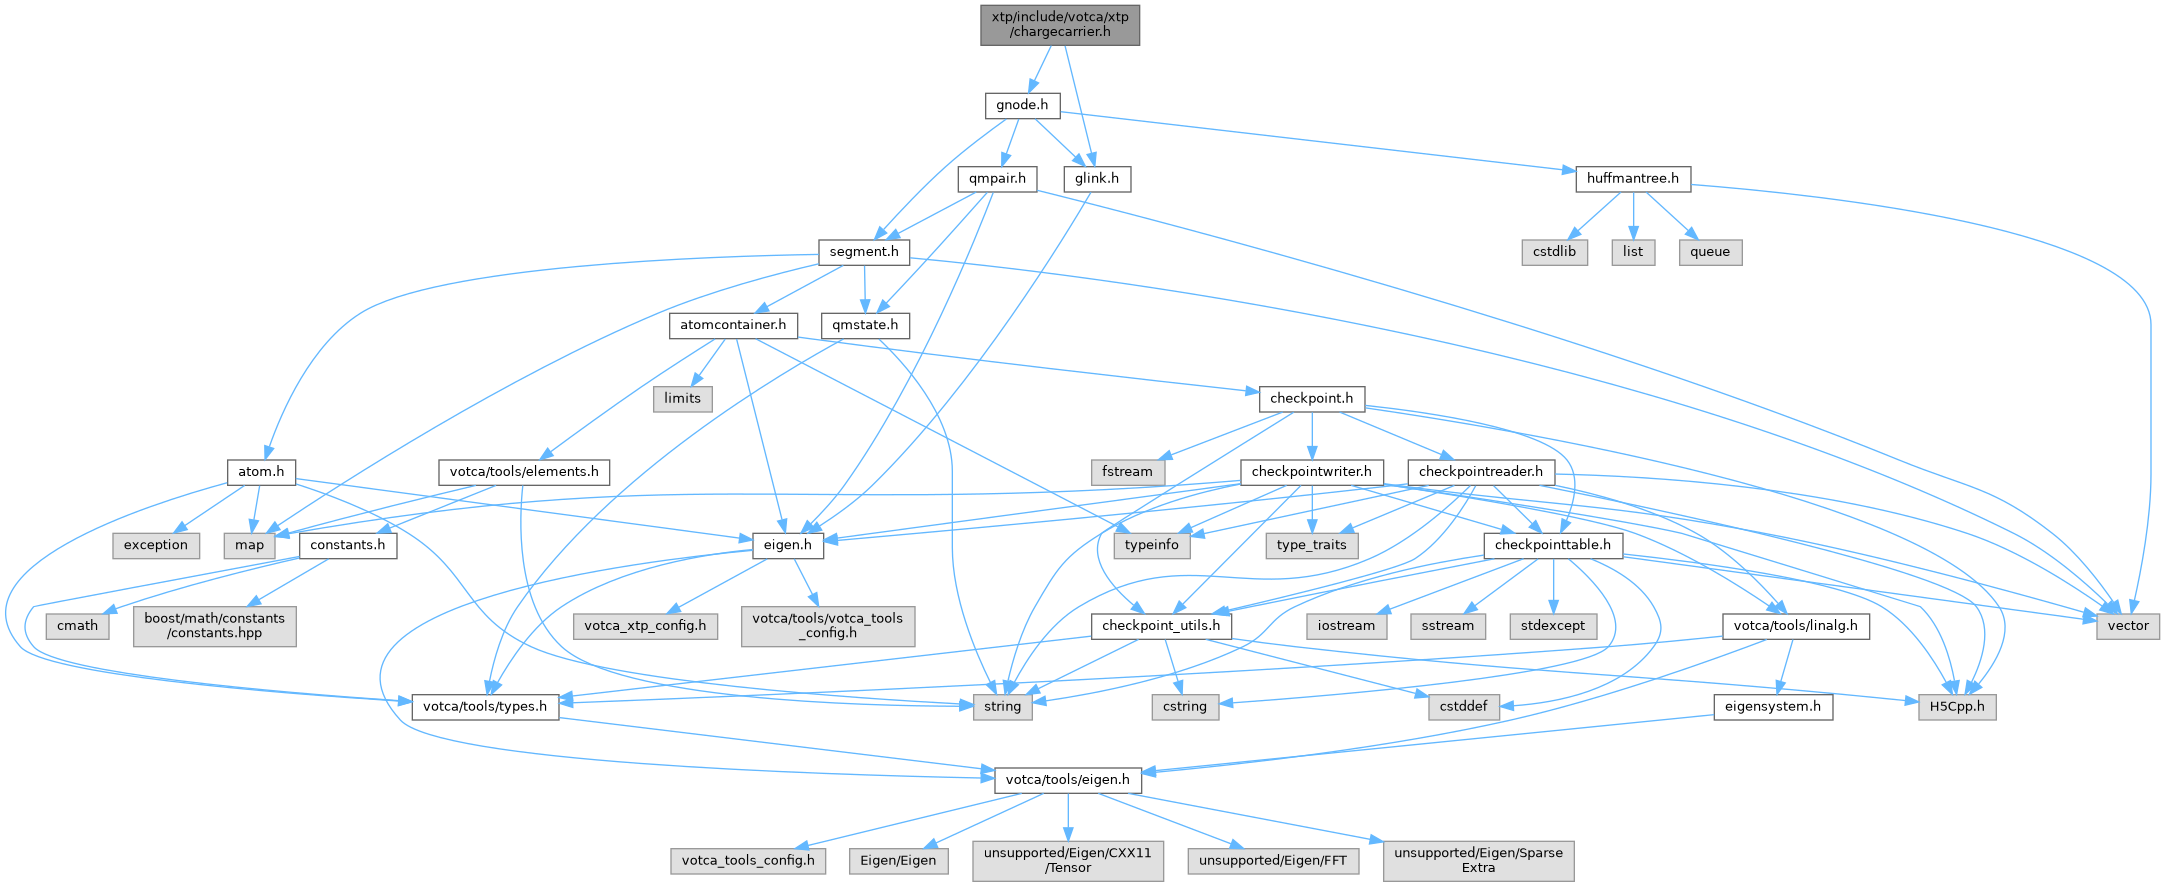 xtp/include/votca/xtp
/chargecarrier.h
gnode.h
qmpair.h
glink.h
huffmantree.h
segment.h
cstdlib
list
queue
atomcontainer.h
qmstate.h
limits
checkpoint.h
atom.h
votca/tools/elements.h
fstream
checkpointwriter.h
checkpointreader.h
exception
map
constants.h
eigen.h
typeinfo
type_traits
checkpointtable.h
cmath
boost/math/constants
/constants.hpp
votca_xtp_config.h
votca/tools/votca_tools
_config.h
checkpoint_utils.h
iostream
sstream
stdexcept
votca/tools/linalg.h
vector
votca/tools/types.h
string
cstring
cstddef
eigensystem.h
H5Cpp.h
votca/tools/eigen.h
votca_tools_config.h
Eigen/Eigen
unsupported/Eigen/CXX11
/Tensor
unsupported/Eigen/FFT
unsupported/Eigen/Sparse
Extra